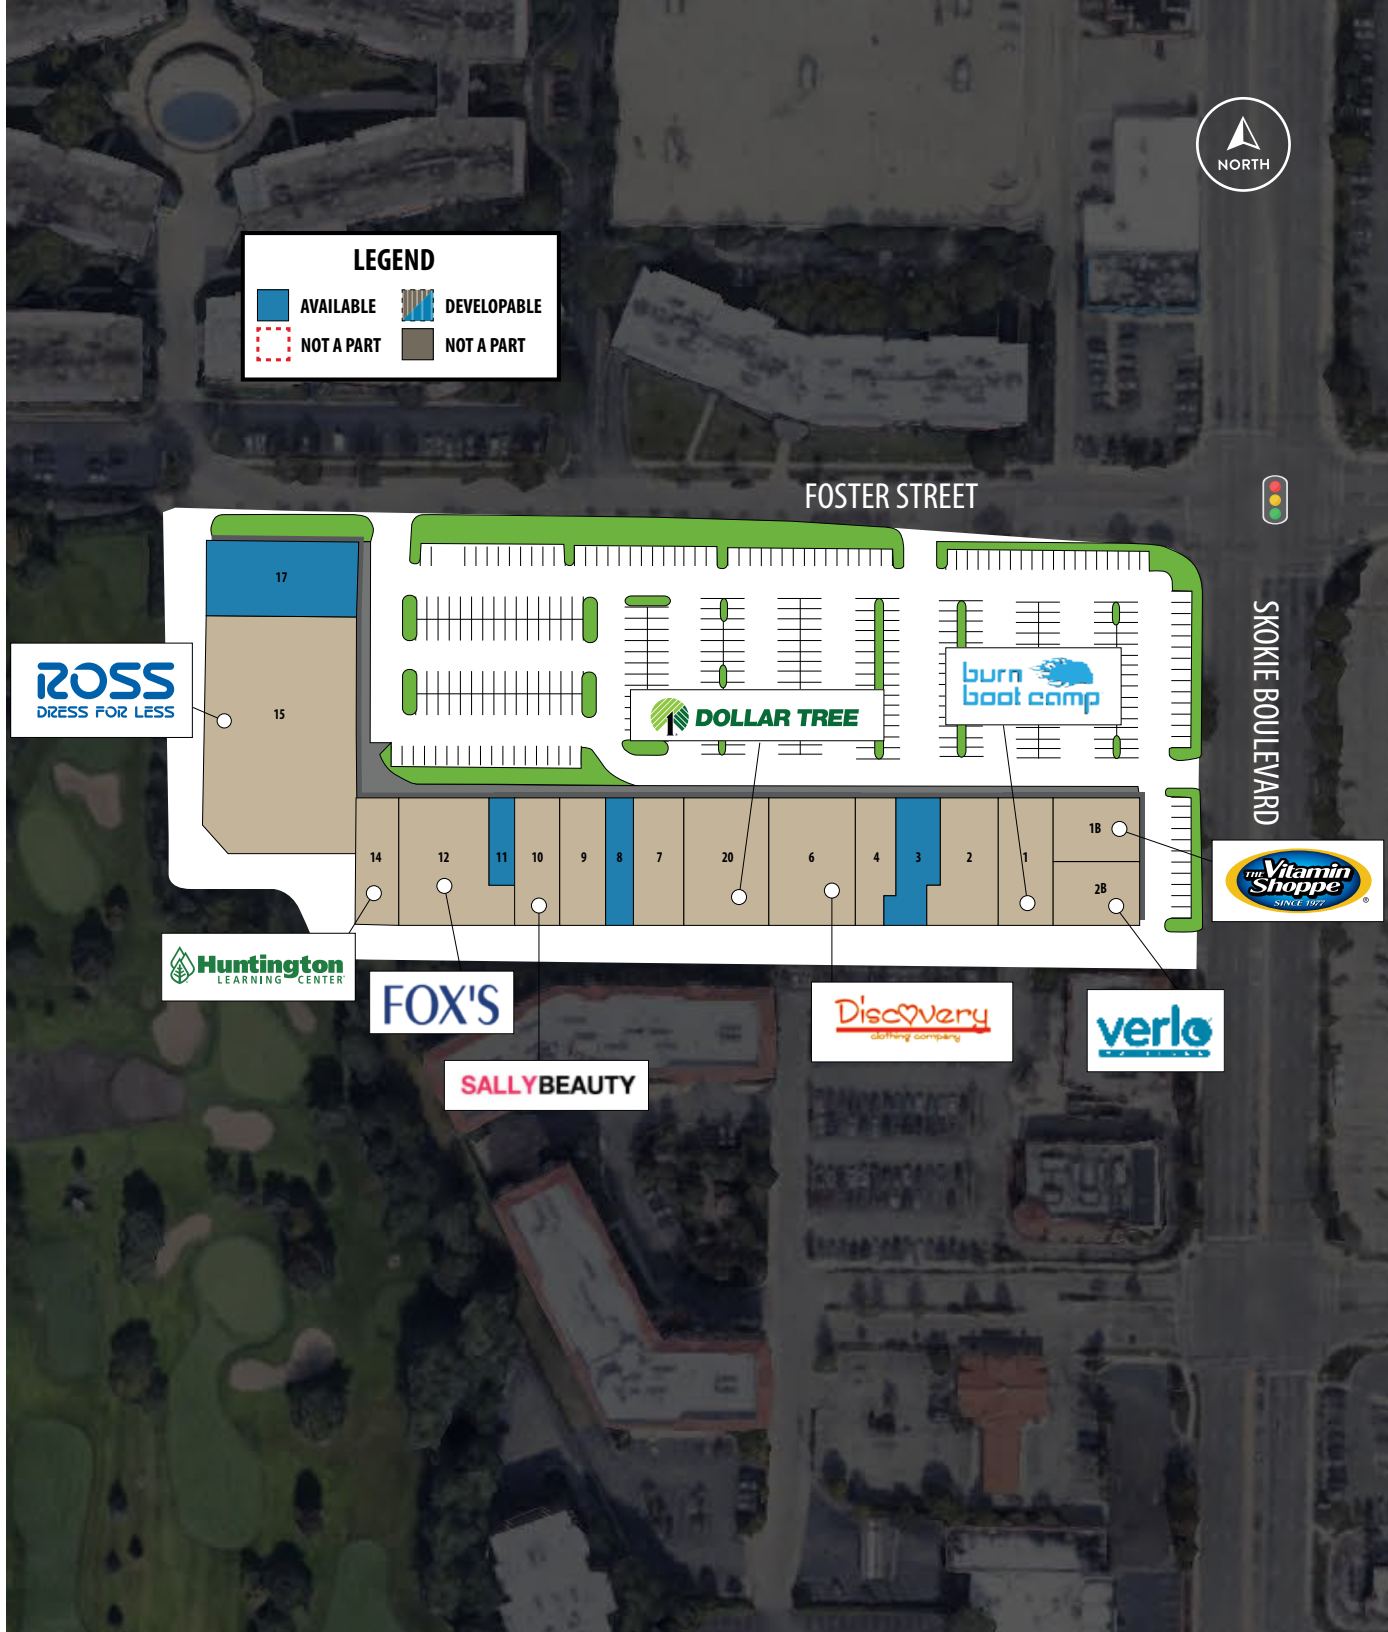 NORTH
LEGEND
AVAILABLE
DEVELOPABLE
NOT A PART
NOT A PART
FOSTER STREET
SKOKIE BOULEVARD
17
15
ROSS
DRESS FOR LESS
DOLLAR TREE
burn
boot camp
14
12
11
10
9
8
7
20
6
4
3
2
1
1B
2B
THE Vitamin
Shoppe
SINCE 1977
®
Huntington
LEARNING CENTER
FOX'S
SALLYBEAUTY
Discovery
clothing company
verlo